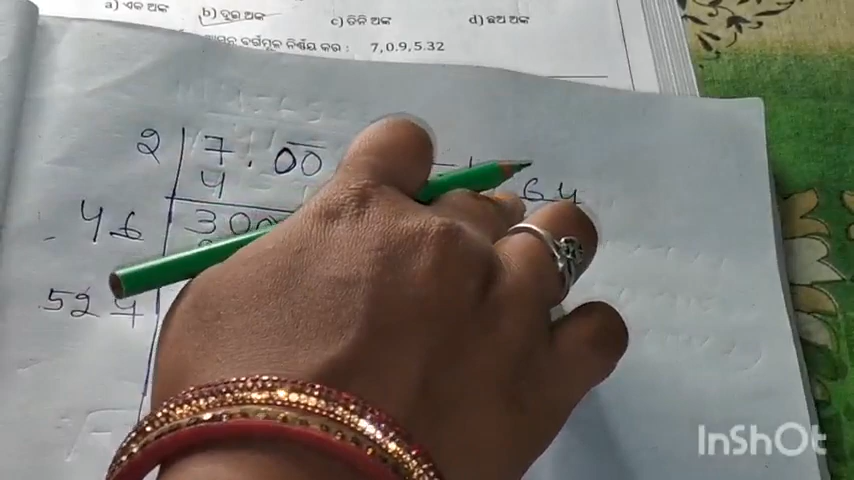 a) ଏକ ଅଙ୍କ b) ଦୁଇ ଅଙ୍କ c) ତିନି ଅଙ୍କ d) ଛଅ ଅଙ୍କ
ବର୍ଗମୂଳ ନିର୍ଣ୍ଣୟ କର : 7, 0.9, 5.32
2 7.00
4
64
46 300
524
InShOt